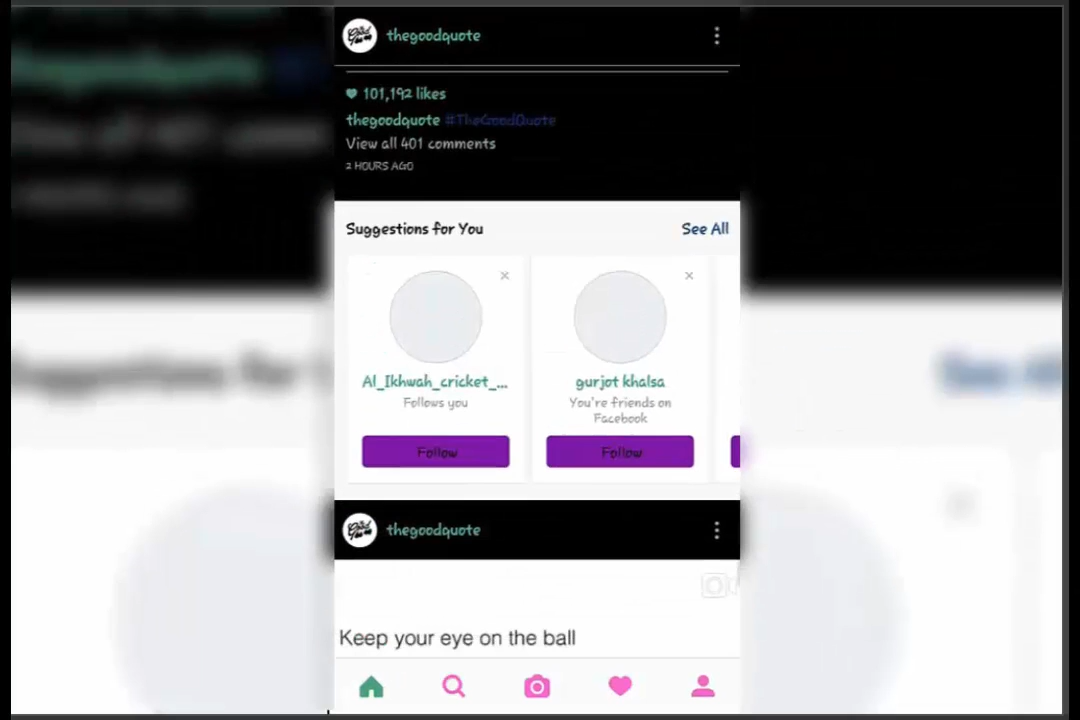 thegoodquote
101,192 likes
thegoodquote #TheGoodQuote
View all 401 comments
2 HOURS AGO
Suggestions for You See All
Al_Ikhwah_cricket_... gurjot khalsa
Follows you You're friends on
Facebook
Follow Follow
thegoodquote
Keep your eye on the ball